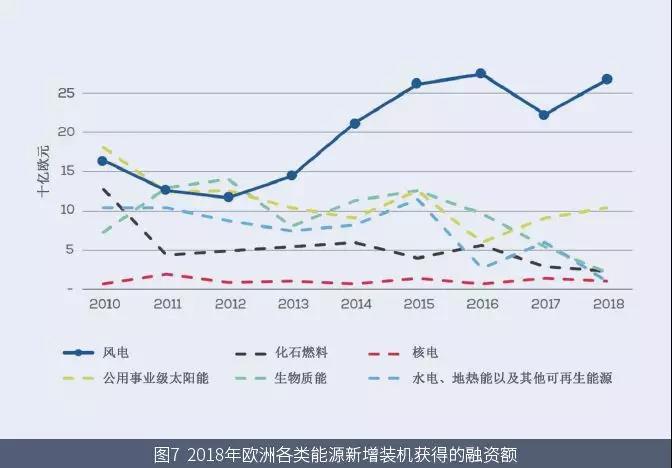 25
20
15
10
5
-
十亿欧元
2010 2011 2012 2013 2014 2015 2016 2017 2018
风电 化石燃料 核电
公用事业级太阳能 生物质能 水电、地热能以及其他可再生能源
图7 2018年欧洲各类能源新增装机获得的融资额